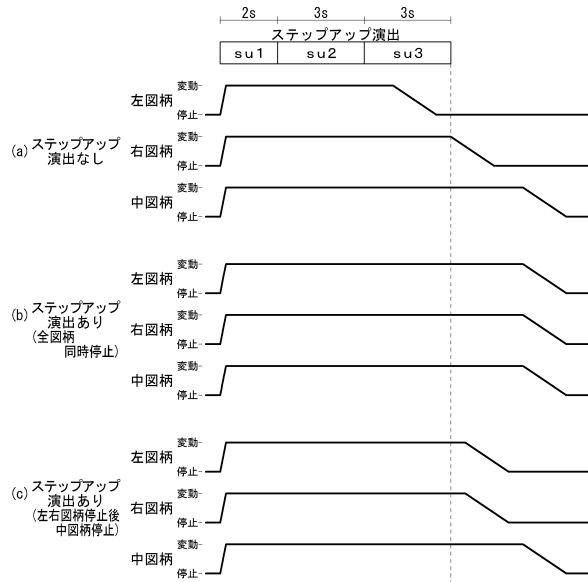 2s 3s 3s
ステップアップ演出
su1 su2 su3
(a) ステップアップ
演出なし
左図柄 変動
停止
右図柄 変動
停止
中図柄 変動
停止
(b) ステップアップ
演出あり
(全図柄
同時停止)
左図柄 変動
停止
右図柄 変動
停止
中図柄 変動
停止
(c) ステップアップ
演出あり
(左右図柄停止後
中図柄停止)
左図柄 変動
停止
右図柄 変動
停止
中図柄 変動
停止